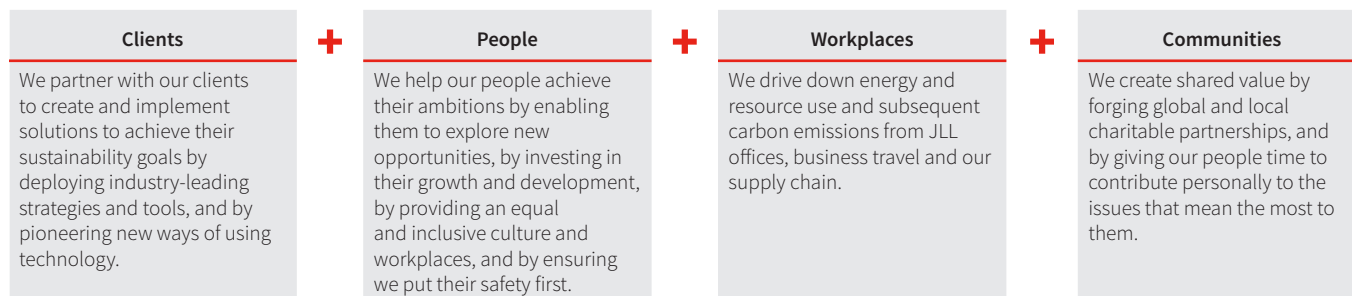 Clients
We partner with our clients
to create and implement
solutions to achieve their
sustainability goals by
deploying industry-leading
strategies and tools, and by
pioneering new ways of using
technology.
People
We help our people achieve
their ambitions by enabling
them to explore new
opportunities, by investing in
their growth and development,
by providing an equal
and inclusive culture and
workplaces, and by ensuring
we put their safety first.
Workplaces
We drive down energy and
resource use and subsequent
carbon emissions from JLL
offices, business travel and our
supply chain.
Communities
We create shared value by
forging global and local
charitable partnerships, and
by giving our people time to
contribute personally to the
issues that mean the most to
them.